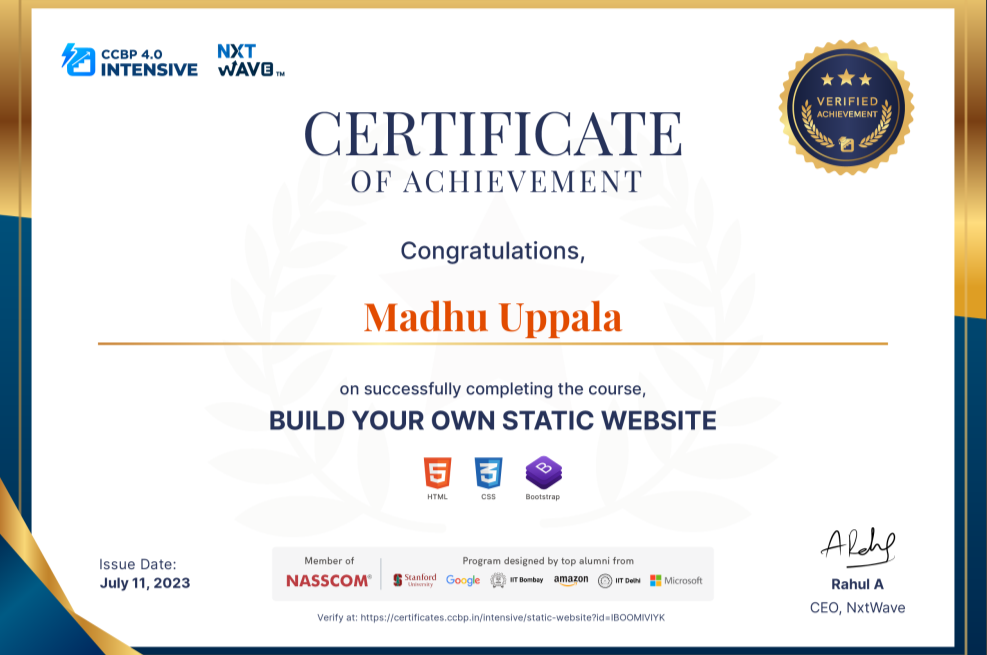 CCBP 4.0
INTENSIVE
NXT
WAVE™
VERIFIED
ACHIEVEMENT
CERTIFICATE
OF ACHIEVEMENT
Congratulations,
Madhu Uppala
on successfully completing the course,
BUILD YOUR OWN STATIC WEBSITE
HTML CSS Bootstrap
Issue Date:
July 11, 2023
Member of
NASSCOM®
Program designed by top alumni from
Stanford University Google IIT Bombay amazon IIT Delhi Microsoft
Verify at: https://certificates.ccbp.in/intensive/static-website?id=IBOOMIVIYK
Rahul A
CEO, NxtWave